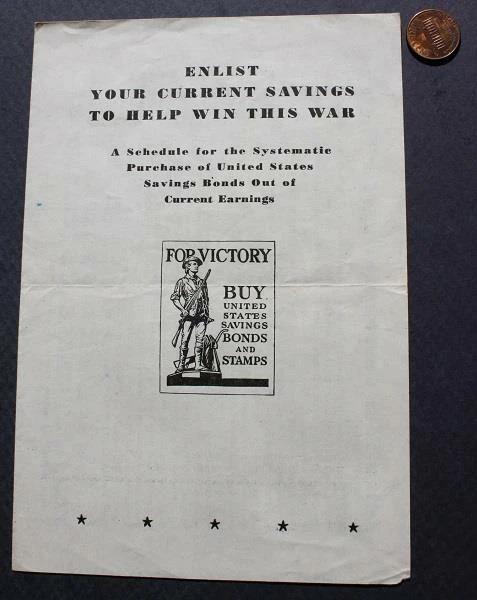 ENLIST
YOUR CURRENT SAVINGS
TO HELP WIN THIS WAR
A Schedule for the Systematic
Purchase of United States
Savings Bonds Out of
Current Earnings
FOR VICTORY
BUY
UNITED
STATES
SAVINGS
BONDS
AND
STAMPS